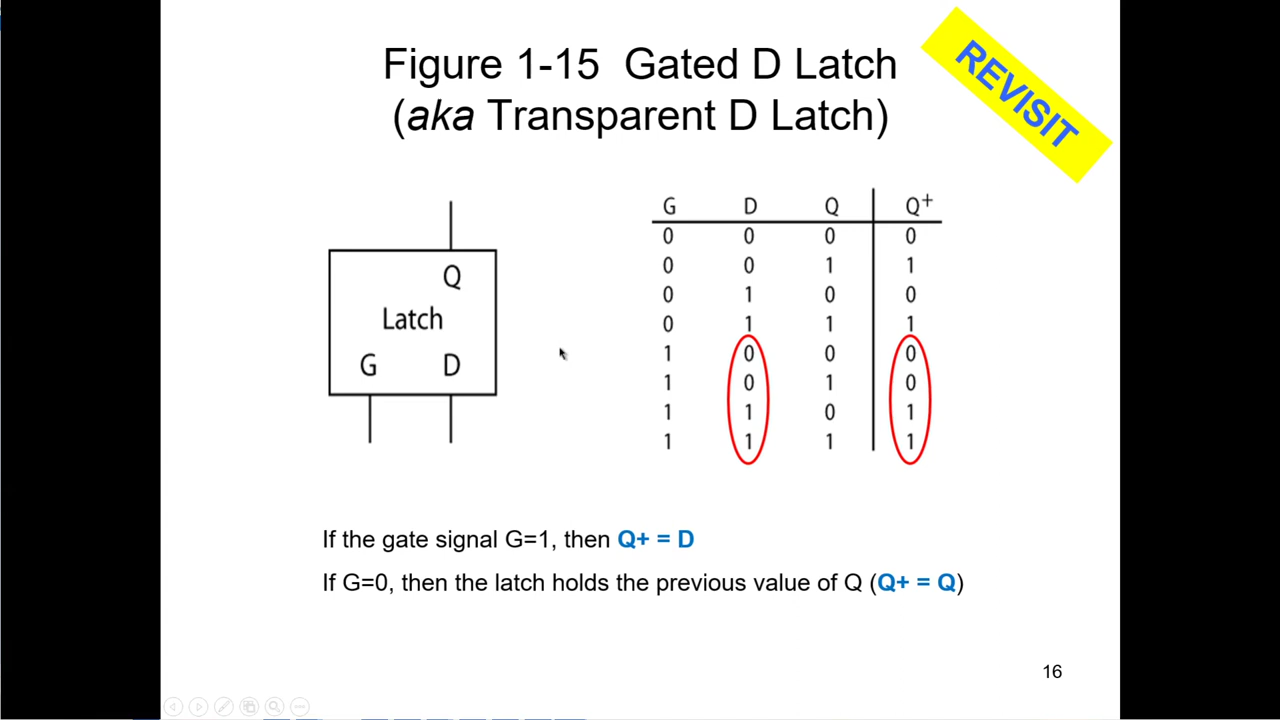 Figure 1-15 Gated D Latch
(aka Transparent D Latch)
REVISIT
Q
Latch
G D
G D Q Q+
0 0 0 0
0 0 1 1
0 1 0 0
0 1 1 1
1 0 0 0
1 0 1 0
1 1 0 1
1 1 1 1
If the gate signal G=1, then Q+ = D
If G=0, then the latch holds the previous value of Q (Q+ = Q)
16